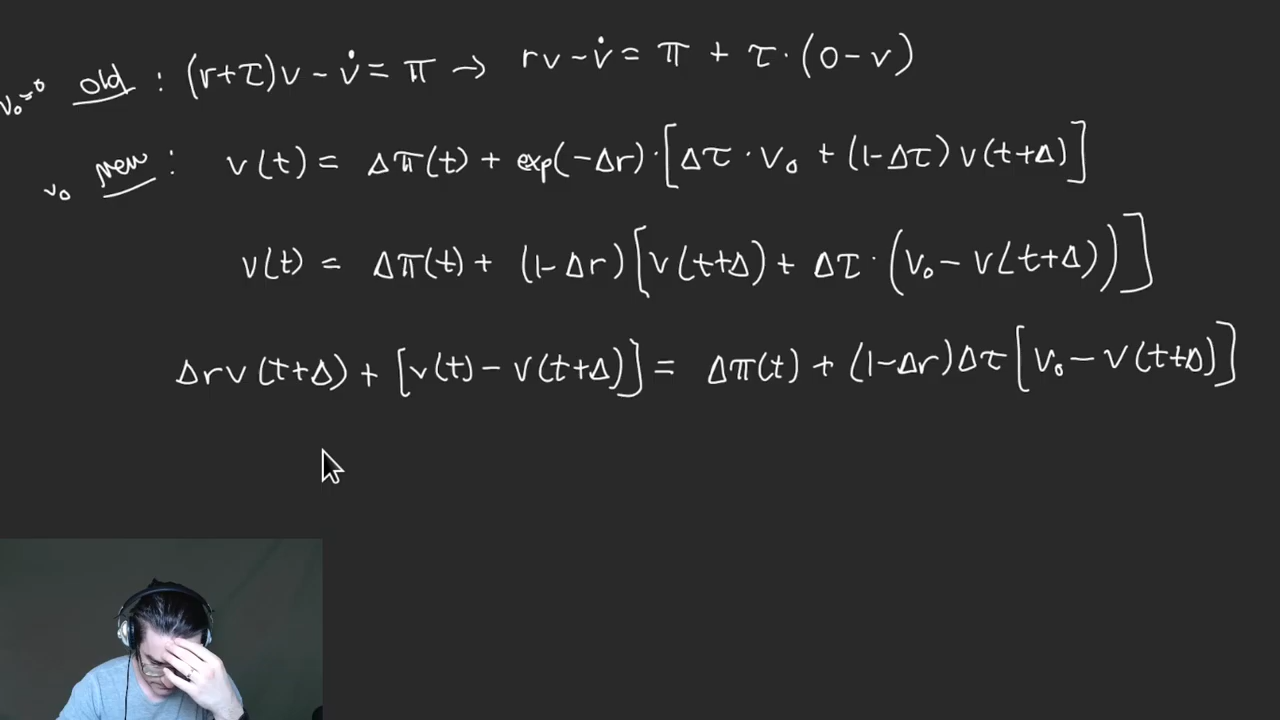 v₀=0 old : (r+τ)v − v̇ = π → rv − v̇ = π + τ·(0−v)
v₀ new : v(t) = Δπ(t) + exp(−Δr)·[Δτ·v₀ + (1−Δτ)v(t+Δ)]
v(t) = Δπ(t) + (1−Δr)[v(t+Δ) + Δτ·(v₀ − v(t+Δ))]
Δrv(t+Δ) + [v(t) − v(t+Δ)] = Δπ(t) + (1−Δr)Δτ[v₀ − v(t+Δ)]